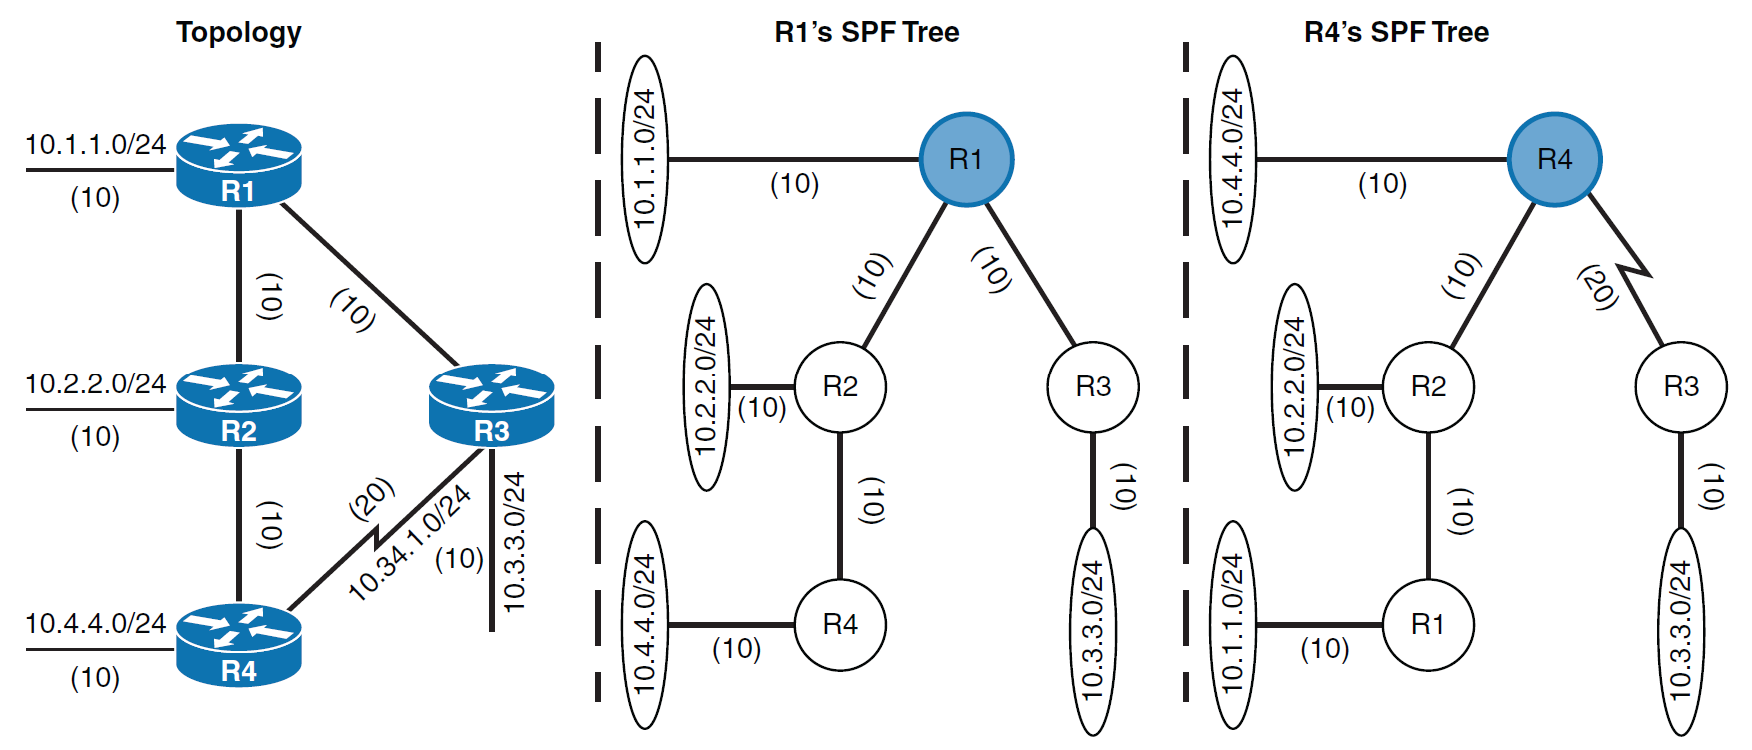 Topology
10.1.1.0/24
(10)
R1
(10)
(10)
10.2.2.0/24
(10)
R2
R3
(10)
(20)
10.34.1.0/24
(10)
10.3.3.0/24
10.4.4.0/24
(10)
R4
R1's SPF Tree
10.1.1.0/24
(10)
R1
(10)
(10)
10.2.2.0/24
(10)
R2
R3
(10)
(10)
10.4.4.0/24
(10)
R4
10.3.3.0/24
R4's SPF Tree
10.4.4.0/24
(10)
R4
(10)
(20)
10.2.2.0/24
(10)
R2
R3
(10)
(10)
10.1.1.0/24
(10)
R1
10.3.3.0/24